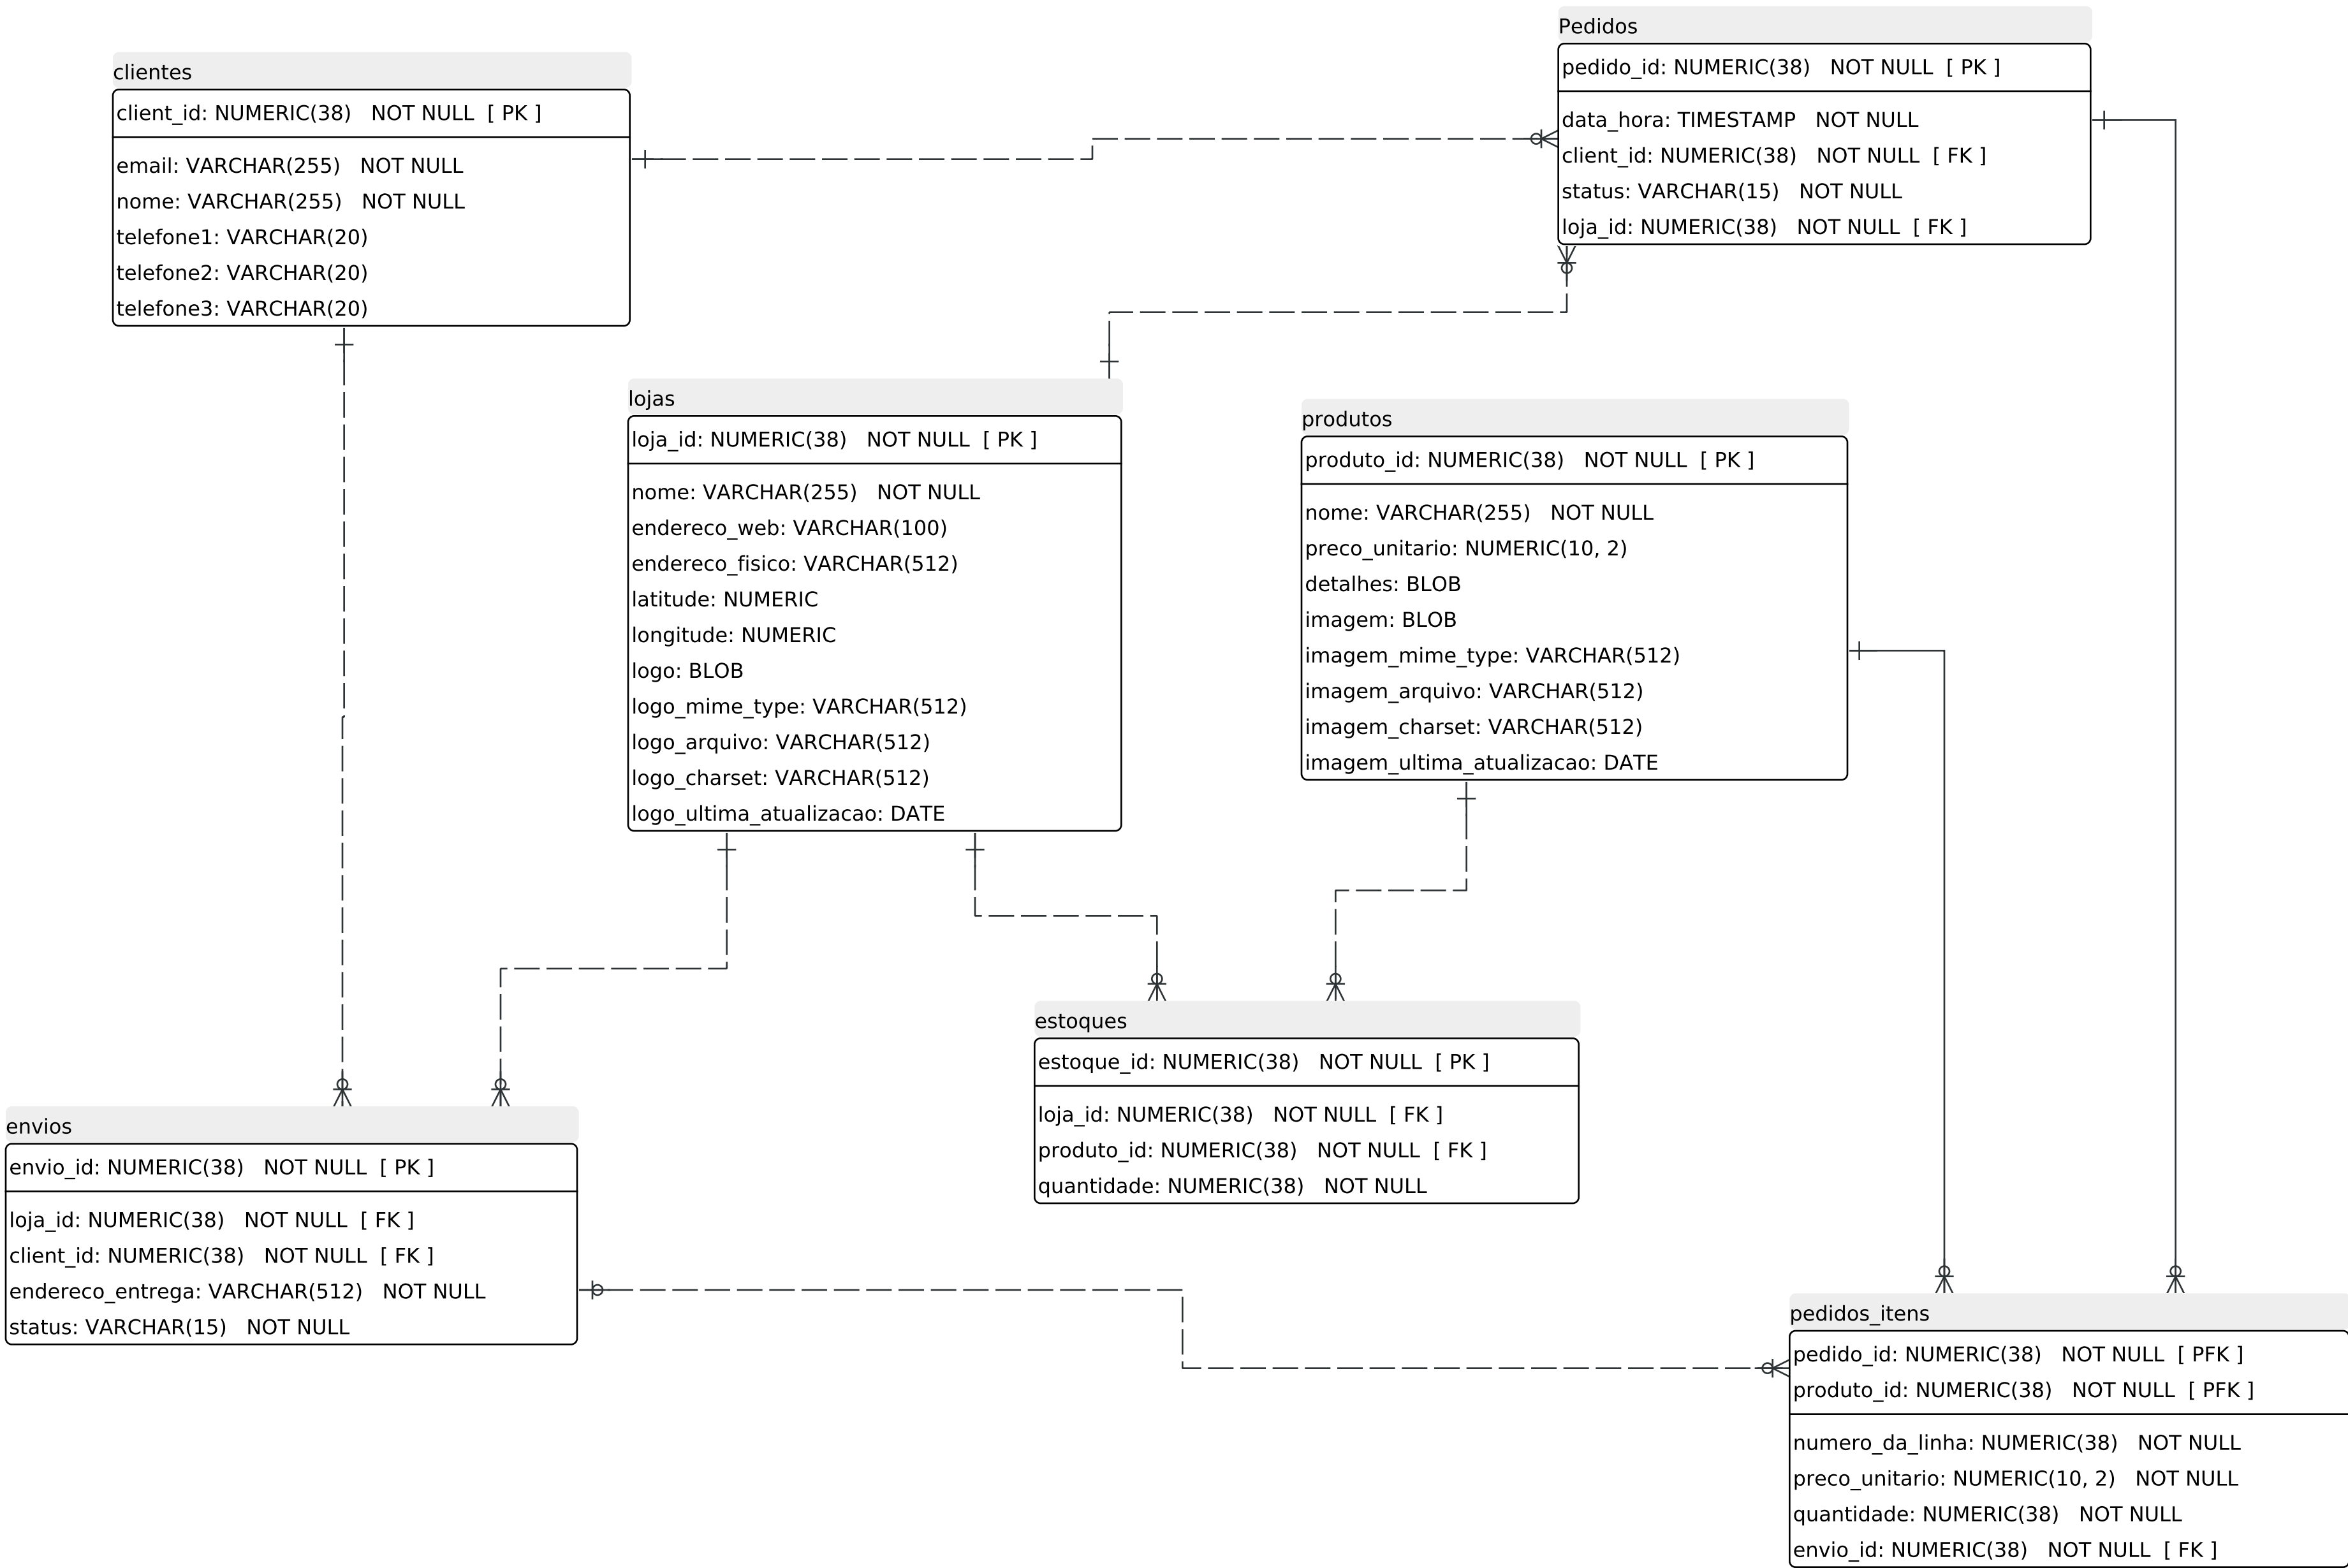 Pedidos
pedido_id: NUMERIC(38) NOT NULL [ PK ]
data_hora: TIMESTAMP NOT NULL
client_id: NUMERIC(38) NOT NULL [ FK ]
status: VARCHAR(15) NOT NULL
loja_id: NUMERIC(38) NOT NULL [ FK ]
clientes
client_id: NUMERIC(38) NOT NULL [ PK ]
email: VARCHAR(255) NOT NULL
nome: VARCHAR(255) NOT NULL
telefone1: VARCHAR(20)
telefone2: VARCHAR(20)
telefone3: VARCHAR(20)
lojas
loja_id: NUMERIC(38) NOT NULL [ PK ]
nome: VARCHAR(255) NOT NULL
endereco_web: VARCHAR(100)
endereco_fisico: VARCHAR(512)
latitude: NUMERIC
longitude: NUMERIC
logo: BLOB
logo_mime_type: VARCHAR(512)
logo_arquivo: VARCHAR(512)
logo_charset: VARCHAR(512)
logo_ultima_atualizacao: DATE
produtos
produto_id: NUMERIC(38) NOT NULL [ PK ]
nome: VARCHAR(255) NOT NULL
preco_unitario: NUMERIC(10, 2)
detalhes: BLOB
imagem: BLOB
imagem_mime_type: VARCHAR(512)
imagem_arquivo: VARCHAR(512)
imagem_charset: VARCHAR(512)
imagem_ultima_atualizacao: DATE
estoques
estoque_id: NUMERIC(38) NOT NULL [ PK ]
loja_id: NUMERIC(38) NOT NULL [ FK ]
produto_id: NUMERIC(38) NOT NULL [ FK ]
quantidade: NUMERIC(38) NOT NULL
envios
envio_id: NUMERIC(38) NOT NULL [ PK ]
loja_id: NUMERIC(38) NOT NULL [ FK ]
client_id: NUMERIC(38) NOT NULL [ FK ]
endereco_entrega: VARCHAR(512) NOT NULL
status: VARCHAR(15) NOT NULL
pedidos_itens
pedido_id: NUMERIC(38) NOT NULL [ PFK ]
produto_id: NUMERIC(38) NOT NULL [ PFK ]
numero_da_linha: NUMERIC(38) NOT NULL
preco_unitario: NUMERIC(10, 2) NOT NULL
quantidade: NUMERIC(38) NOT NULL
envio_id: NUMERIC(38) NOT NULL [ FK ]